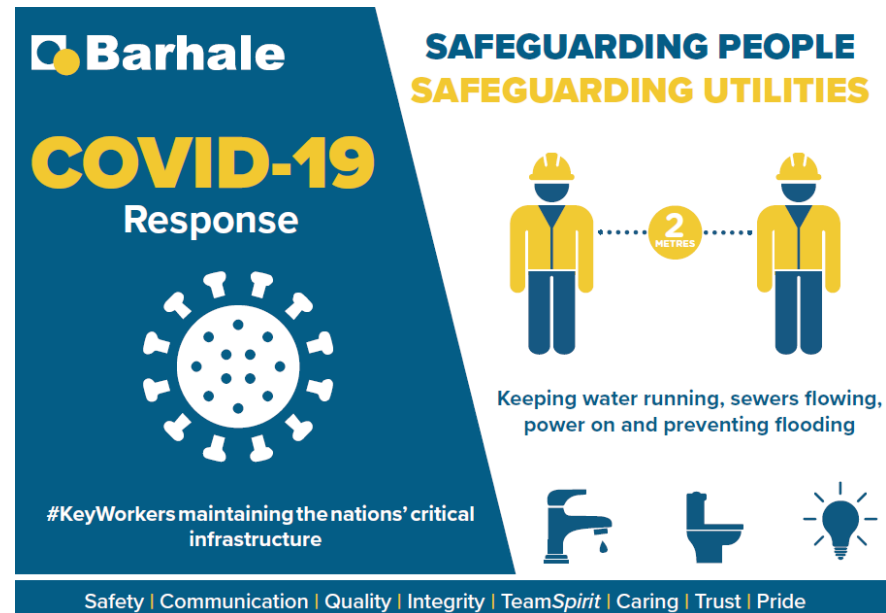 Barhale
COVID-19
Response
#KeyWorkers maintaining the nations' critical
infrastructure
SAFEGUARDING PEOPLE
SAFEGUARDING UTILITIES
2
METRES
Keeping water running, sewers flowing,
power on and preventing flooding
Safety | Communication | Quality | Integrity | TeamSpirit | Caring | Trust | Pride